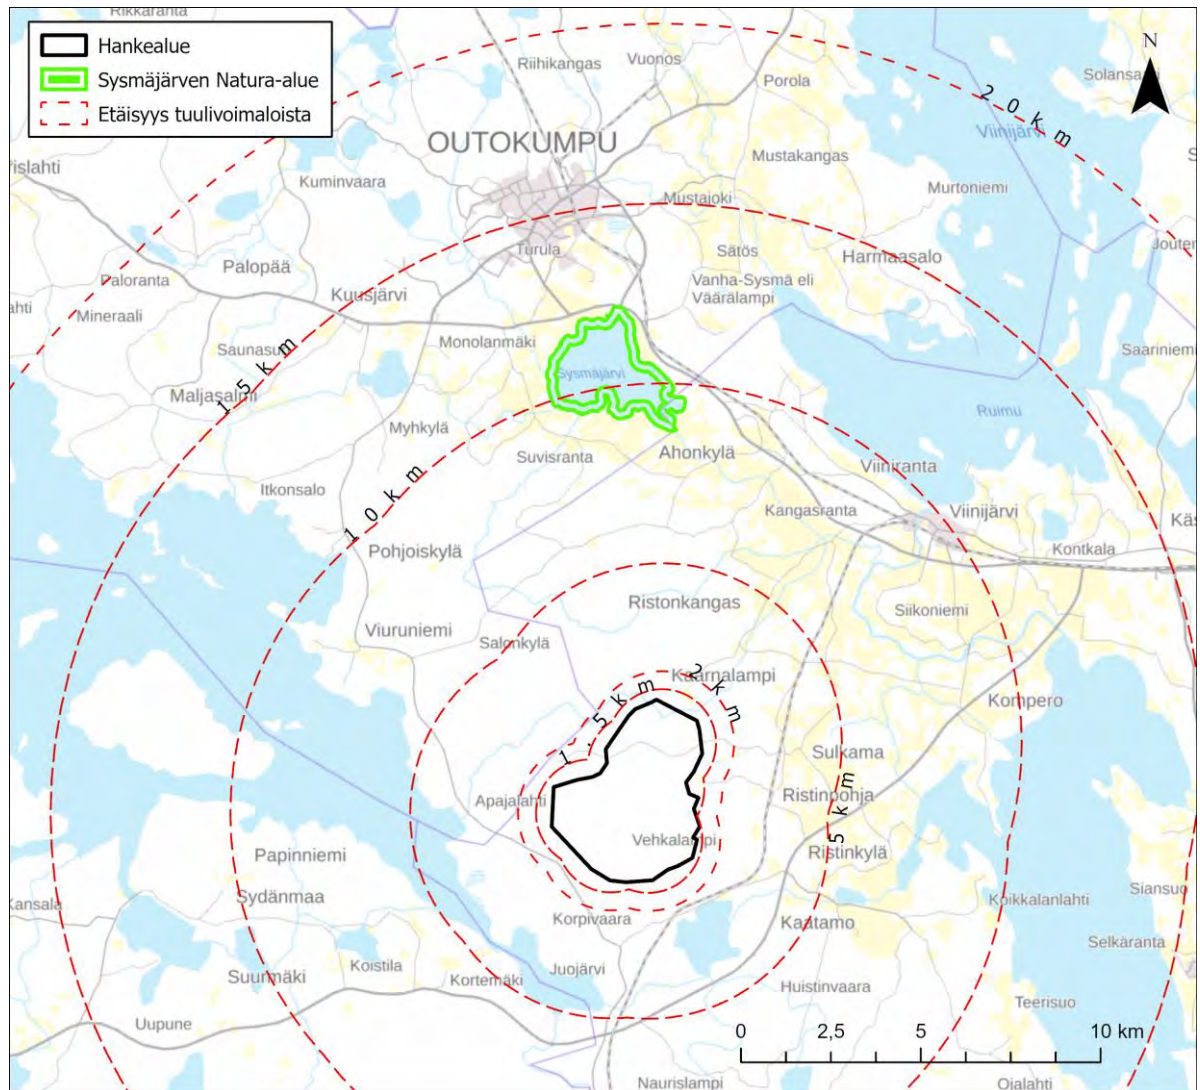 Rikkaranta
Hankealue
Sysmäjärven Natura-alue
Etäisyys tuulivoimaloista
Riihikangas
Vuonos
Porola
N
Solansaari
20 km
Viinijärvi
OUTOKUMPU
Mustakangas
Murtoniemi
Kuminvaara
Mustajoki
Turula
Sätös
Harmaasalo
Palopää
Paloranta
Kuusjärvi
Vanha-Sysmä eli
Väärälampi
Mineraali
Monolanmäki
Saunasuo
15 km
Sysmäjärvi
Saariniemi
Maljasalmi
Ruimu
Myhkylä
Suvisranta
Ahonkylä
Viiniranta
Itkonsalo
10 km
Kangasranta
Viinijärvi
Pohjoiskylä
Kontkala
Ristonkangas
Siikoniemi
Viuruniemi
Salonkylä
Kaarnalampi
2 km
1.5 km
Kompero
Sulkama
Apajalahti
Ristinpohja
5 km
Vehkalampi
Ristinkylä
Papinniemi
Sydänmaa
Kansala
Koikkalanlahti
Siansuo
Korpivaara
Kaatamo
Selkäranta
Suurmäki
Koistila
Kortemäki
Juojärvi
Huistinvaara
Teerisuo
Uupune
0 2,5 5 10 km
Naurislampi
Ojalahti